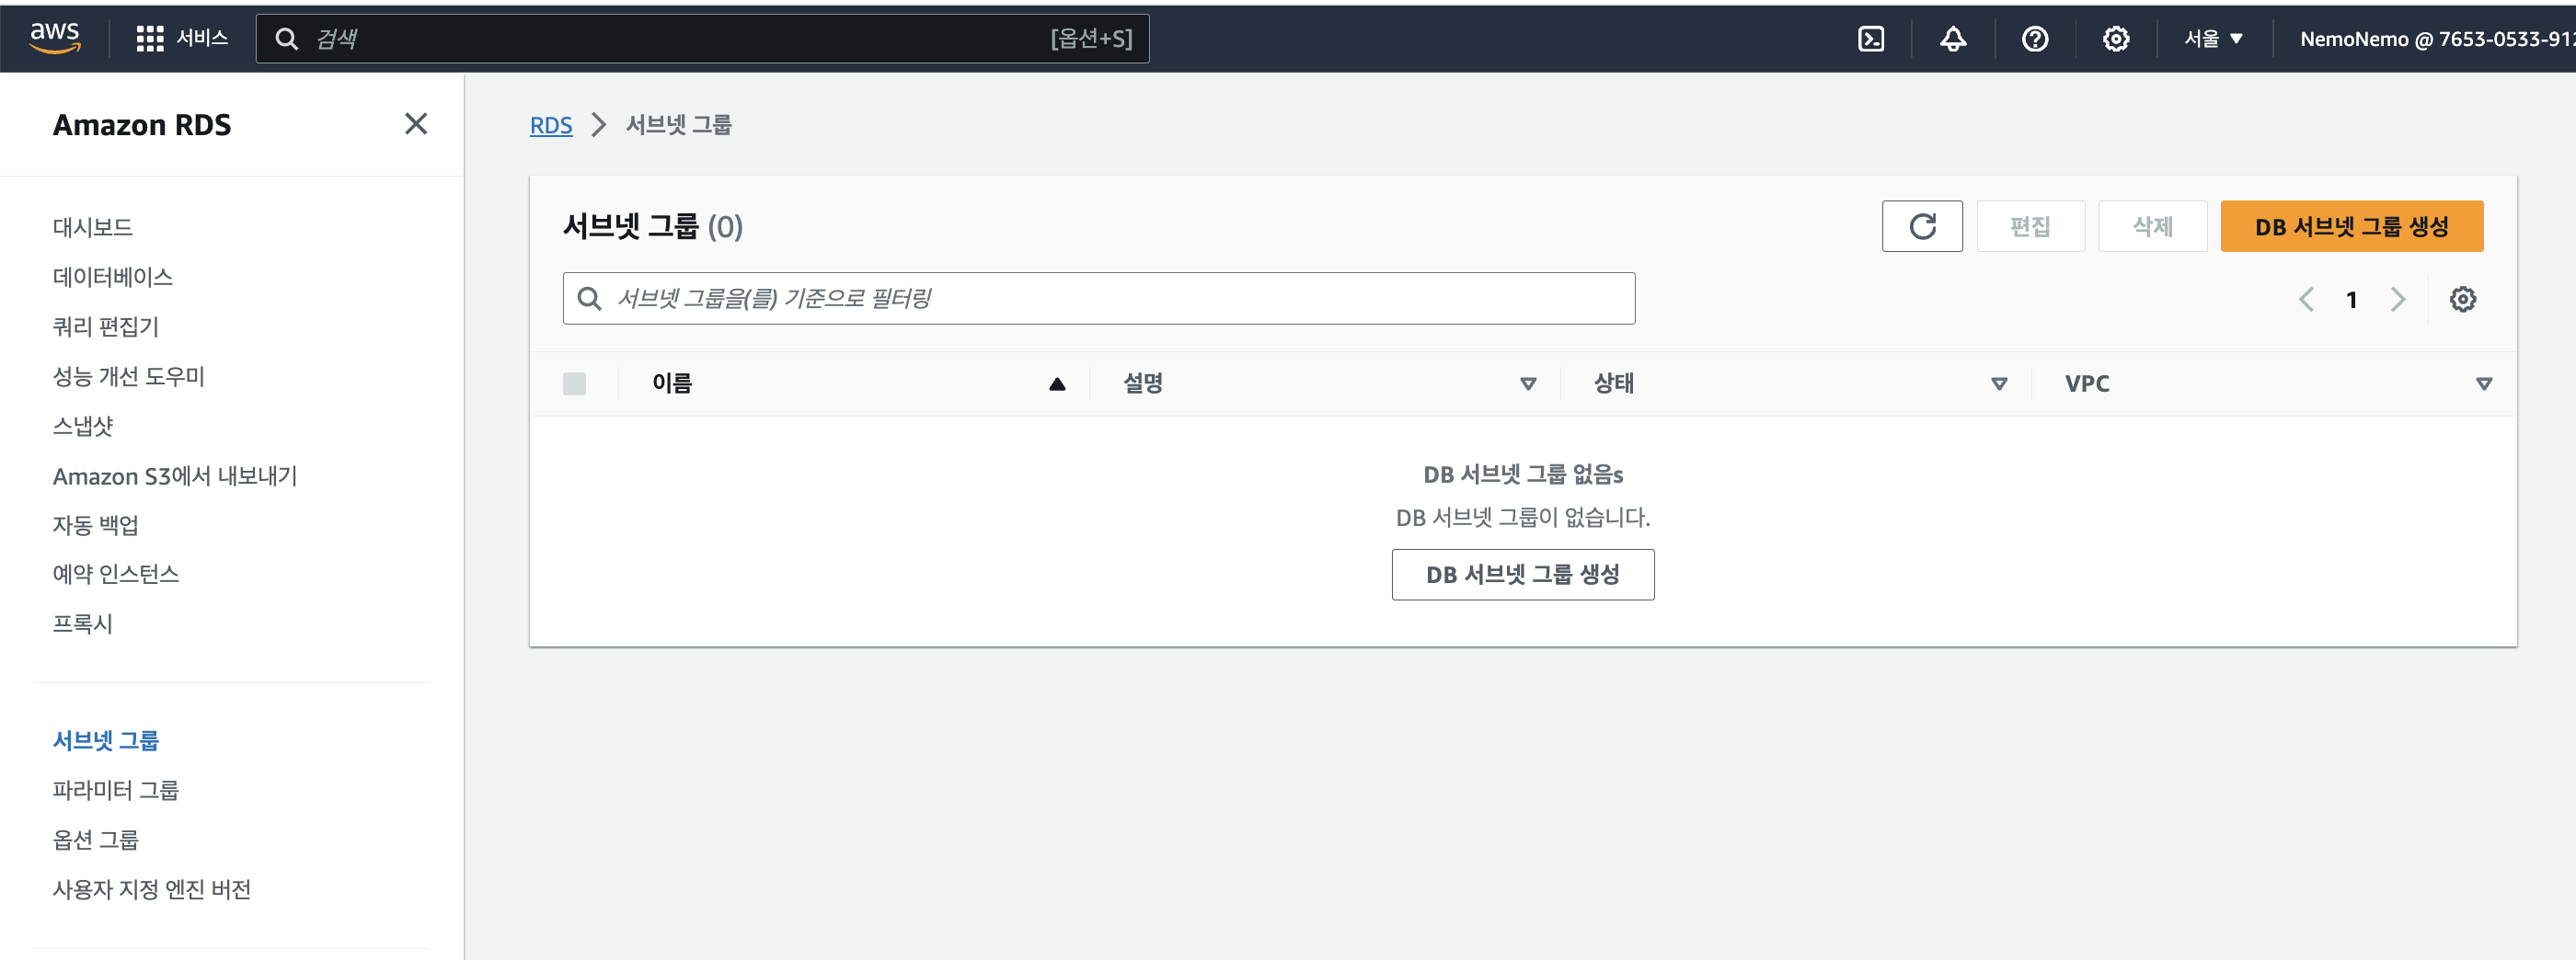 aws
서비스
검색
[옵션+S]
서울 ▼
NemoNemo @ 7653-0533-912
Amazon RDS
대시보드
데이터베이스
쿼리 편집기
성능 개선 도우미
스냅샷
Amazon S3에서 내보내기
자동 백업
예약 인스턴스
프록시
서브넷 그룹
파라미터 그룹
옵션 그룹
사용자 지정 엔진 버전
RDS > 서브넷 그룹
서브넷 그룹 (0)
편집
삭제
DB 서브넷 그룹 생성
서브넷 그룹을(를) 기준으로 필터링
1
이름
설명
상태
VPC
DB 서브넷 그룹 없음s
DB 서브넷 그룹이 없습니다.
DB 서브넷 그룹 생성